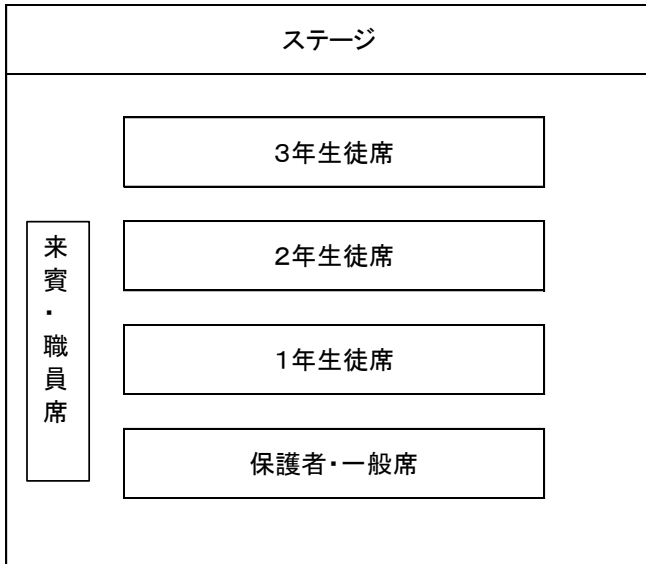 ステージ
3年生徒席
2年生徒席
来賓・職員席
1年生徒席
保護者・一般席